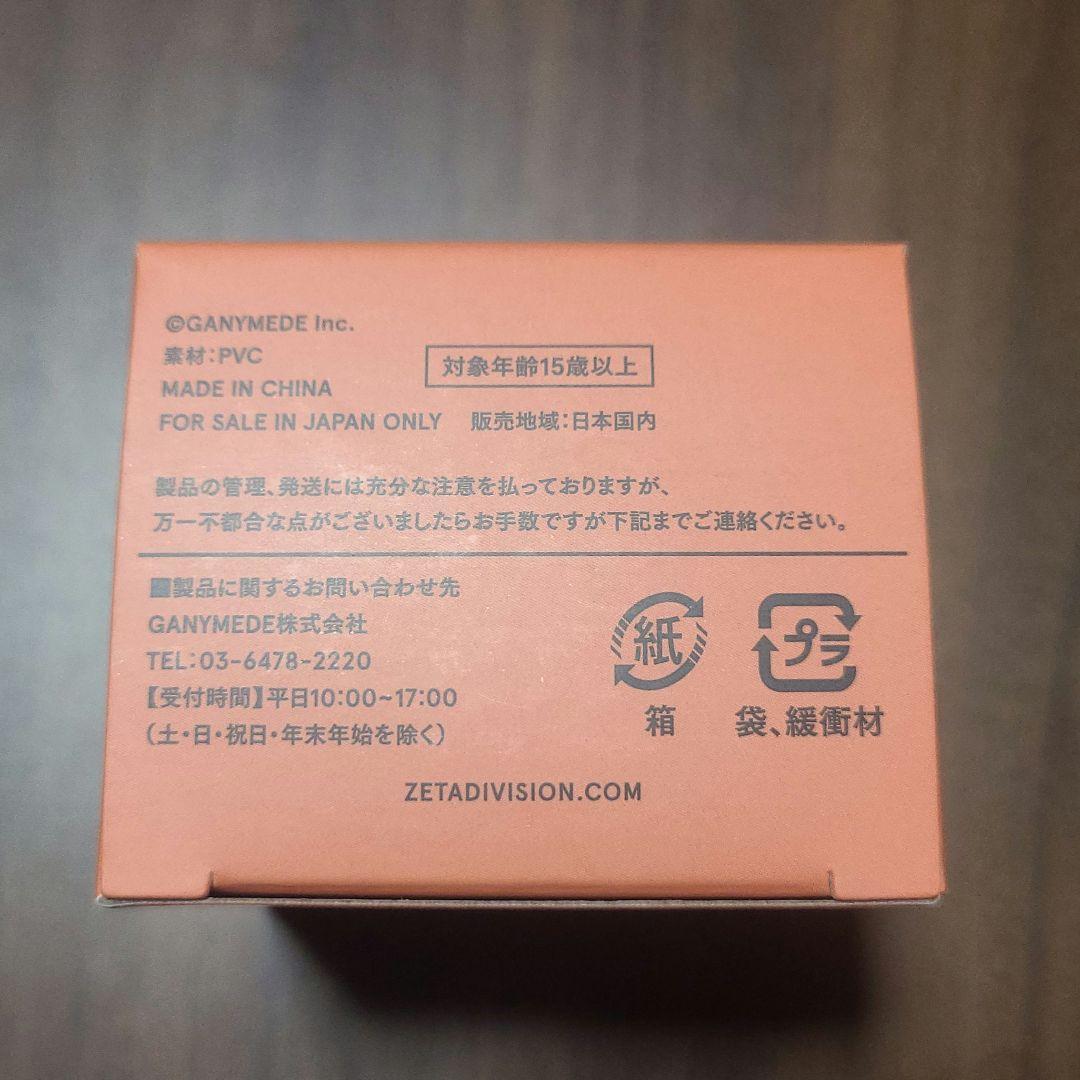 ©GANYMEDE Inc.
素材:PVC
対象年齢15歳以上
MADE IN CHINA
FOR SALE IN JAPAN ONLY 販売地域:日本国内
製品の管理、発送には充分な注意を払っておりますが、
万一不都合な点がございましたらお手数ですが下記までご連絡ください。
■製品に関するお問い合わせ先
GANYMEDE株式会社
TEL:03-6478-2220
【受付時間】平日10:00~17:00
(土・日・祝日・年末年始を除く)
紙
箱
プラ
袋、緩衝材
ZETADIVISION.COM